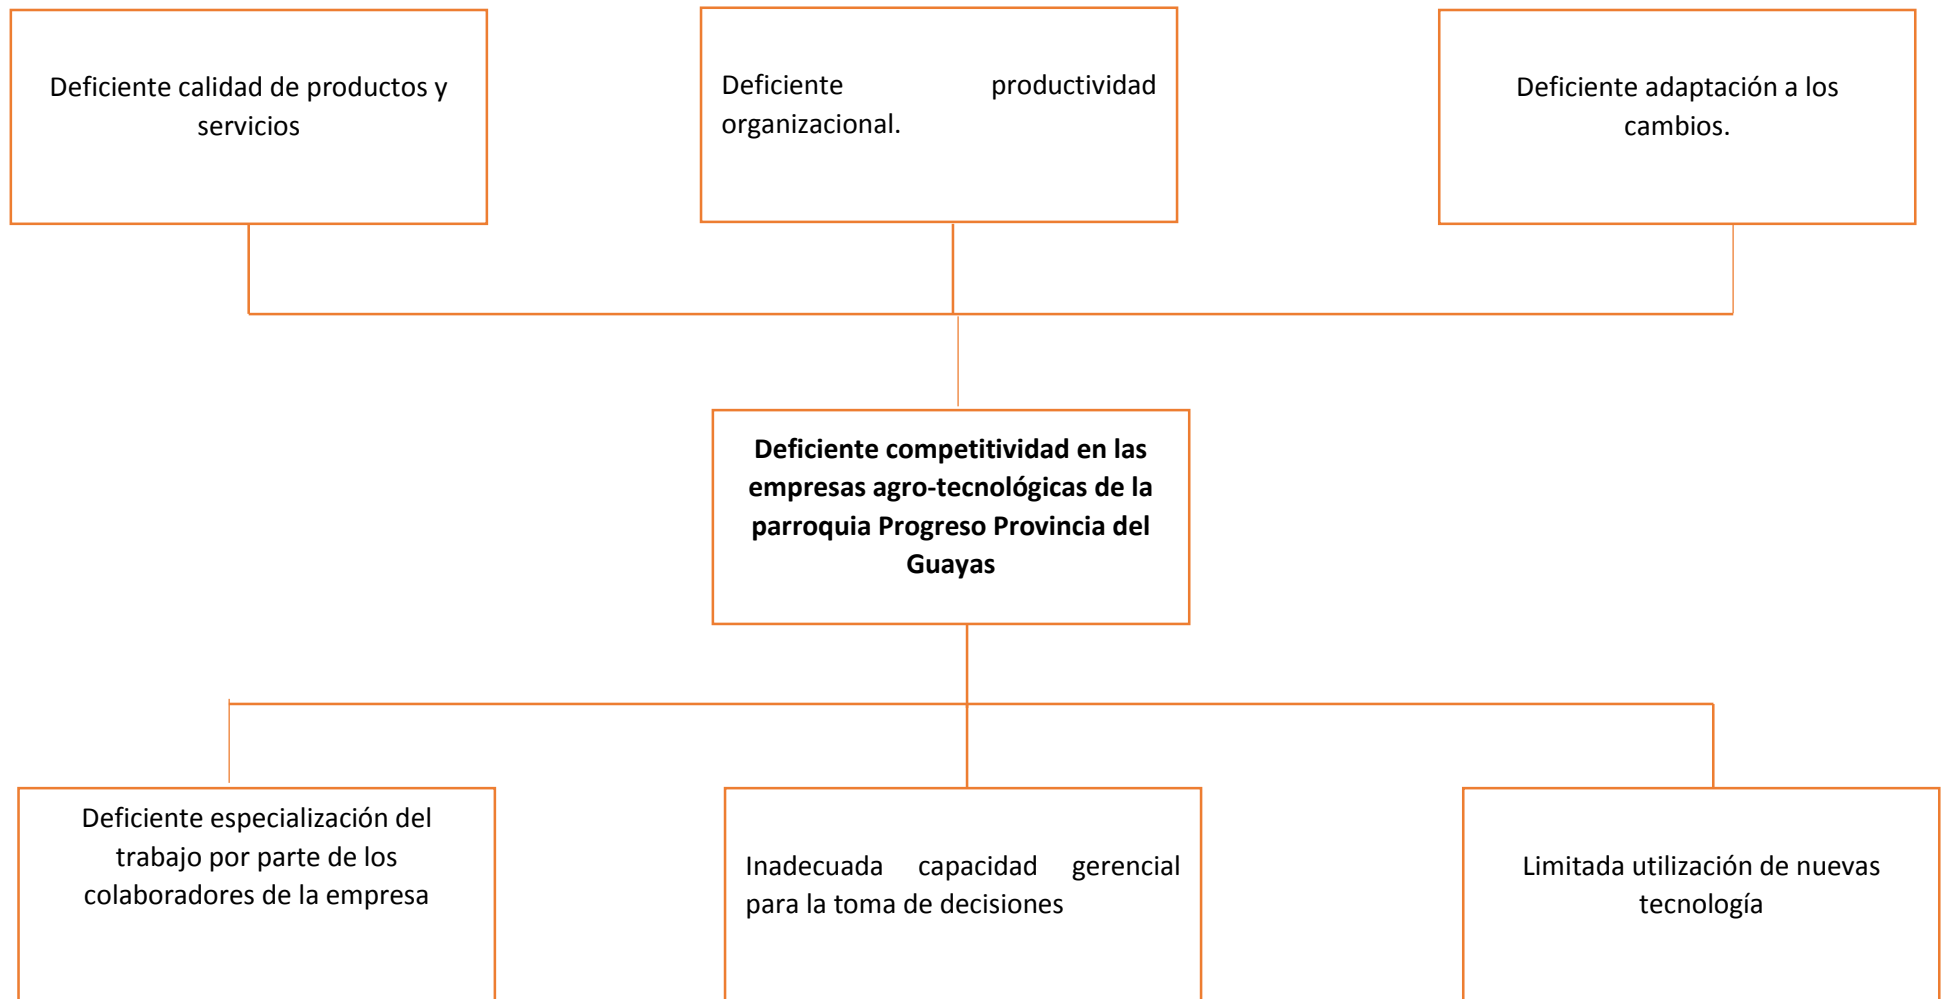 Deficiente calidad de productos y
servicios
Deficiente productividad
organizacional.
Deficiente adaptación a los
cambios.
Deficiente competitividad en las
empresas agro-tecnológicas de la
parroquia Progreso Provincia del
Guayas
Deficiente especialización del
trabajo por parte de los
colaboradores de la empresa
Inadecuada capacidad gerencial
para la toma de decisiones
Limitada utilización de nuevas
tecnología